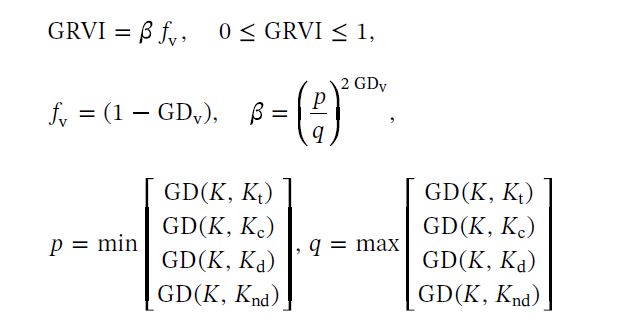 GRVI = β f_v,   0 ≤ GRVI ≤ 1,
f_v = (1 − GD_v),   β = (p/q)^{2 GD_v},
p = min [GD(K, K_t) GD(K, K_c) GD(K, K_d) GD(K, K_nd)], q = max [GD(K, K_t) GD(K, K_c) GD(K, K_d) GD(K, K_nd)]